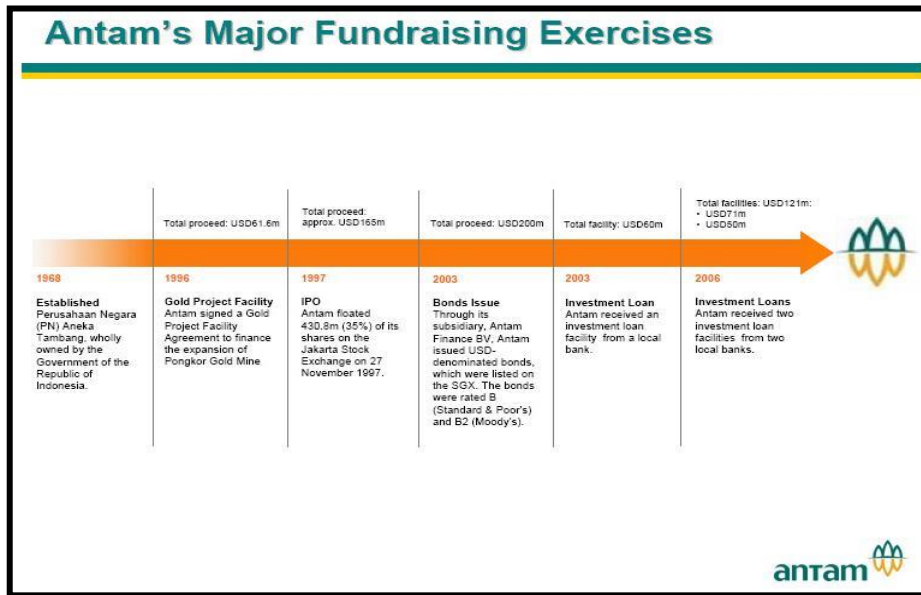 Antam's Major Fundraising Exercises
Total proceed: USD61.6m
Total proceed:
approx. USD165m
Total proceed: USD200m
Total facility: USD60m
Total facilities: USD121m:
• USD71m
• USD50m
1968
Established
Perusahaan Negara
(PN) Aneka
Tambang, wholly
owned by the
Government of the
Republic of
Indonesia.
1996
Gold Project Facility
Antam signed a Gold
Project Facility
Agreement to finance
the expansion of
Pongkor Gold Mine
1997
IPO
Antam floated
430.8m (35%) of its
shares on the
Jakarta Stock
Exchange on 27
November 1997.
2003
Bonds Issue
Through its
subsidiary, Antam
Finance BV, Antam
issued USD-
denominated bonds,
which were listed on
the SGX. The bonds
were rated B
(Standard & Poor's)
and B2 (Moody's).
2003
Investment Loan
Antam received an
investment loan
facility from a local
bank.
2006
Investment Loans
Antam received two
investment loan
facilities from two
local banks.
antam